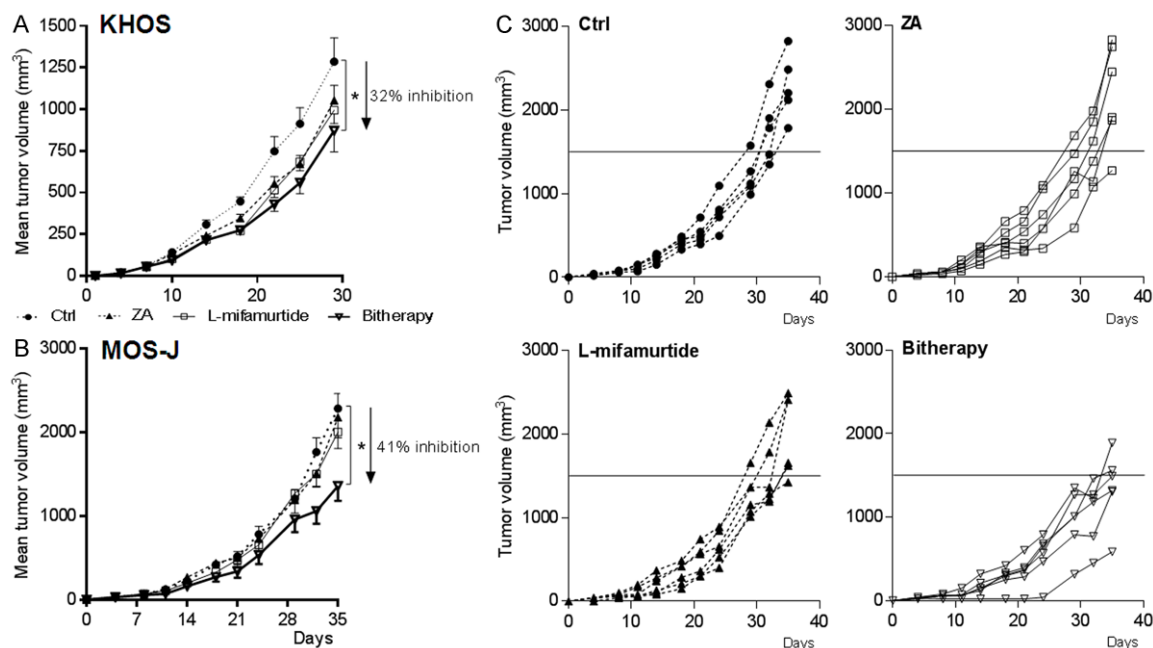 A
KHOS
Mean tumor volume (mm³)
1500
1250
1000
750
500
250
0
0
10
20
30
* 32% inhibition
Ctrl
ZA
L-mifamurtide
Bitherapy
B
MOS-J
Mean tumor volume (mm³)
3000
2000
1000
0
0
7
14
21
28
35
Days
* 41% inhibition
C
Ctrl
Tumor volume (mm³)
3000
2000
1000
0
0
10
20
30
40
Days
ZA
3000
2000
1000
0
0
10
20
30
40
Days
L-mifamurtide
Tumor volume (mm³)
3000
2000
1000
0
0
10
20
30
40
Days
Bitherapy
3000
2000
1000
0
0
10
20
30
40
Days